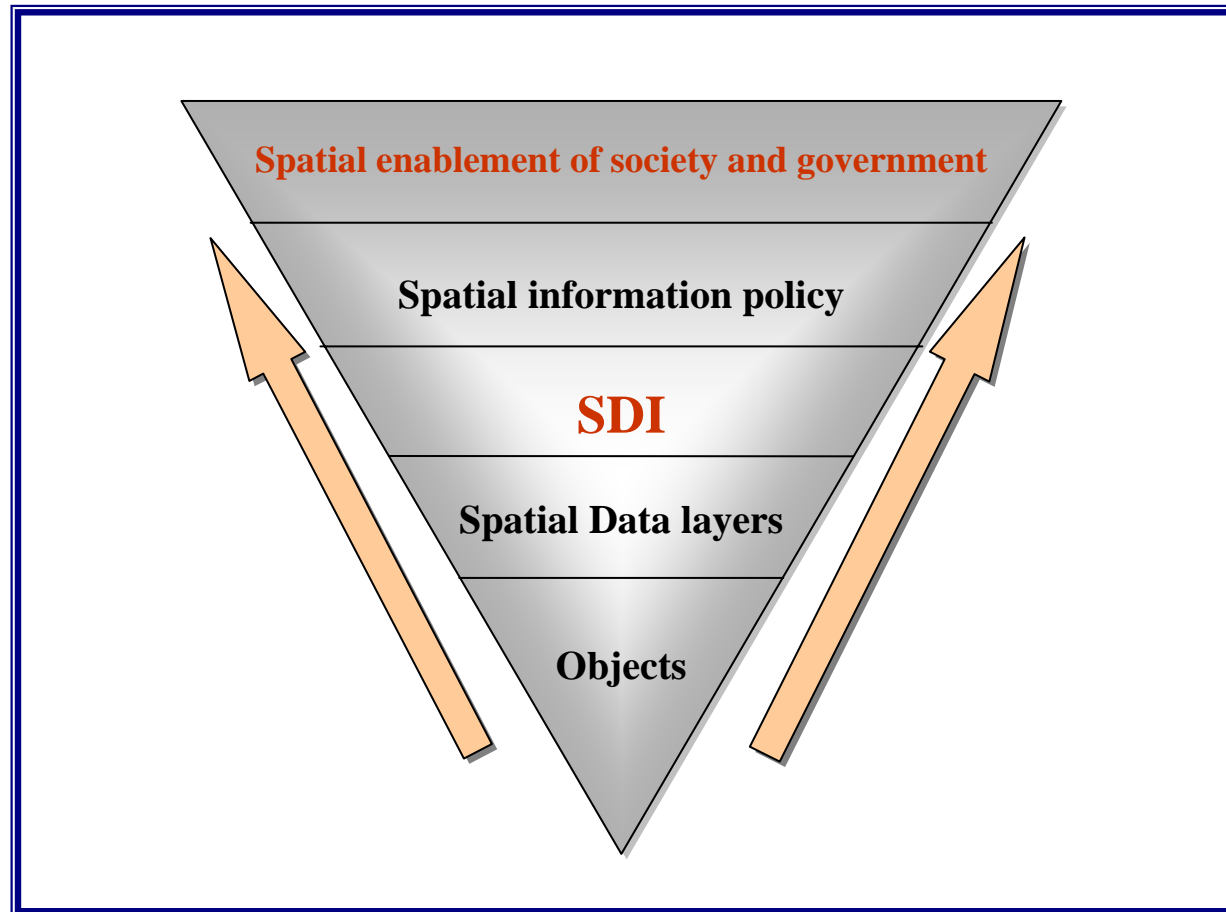 Spatial enablement of society and government
Spatial information policy
SDI
Spatial Data layers
Objects